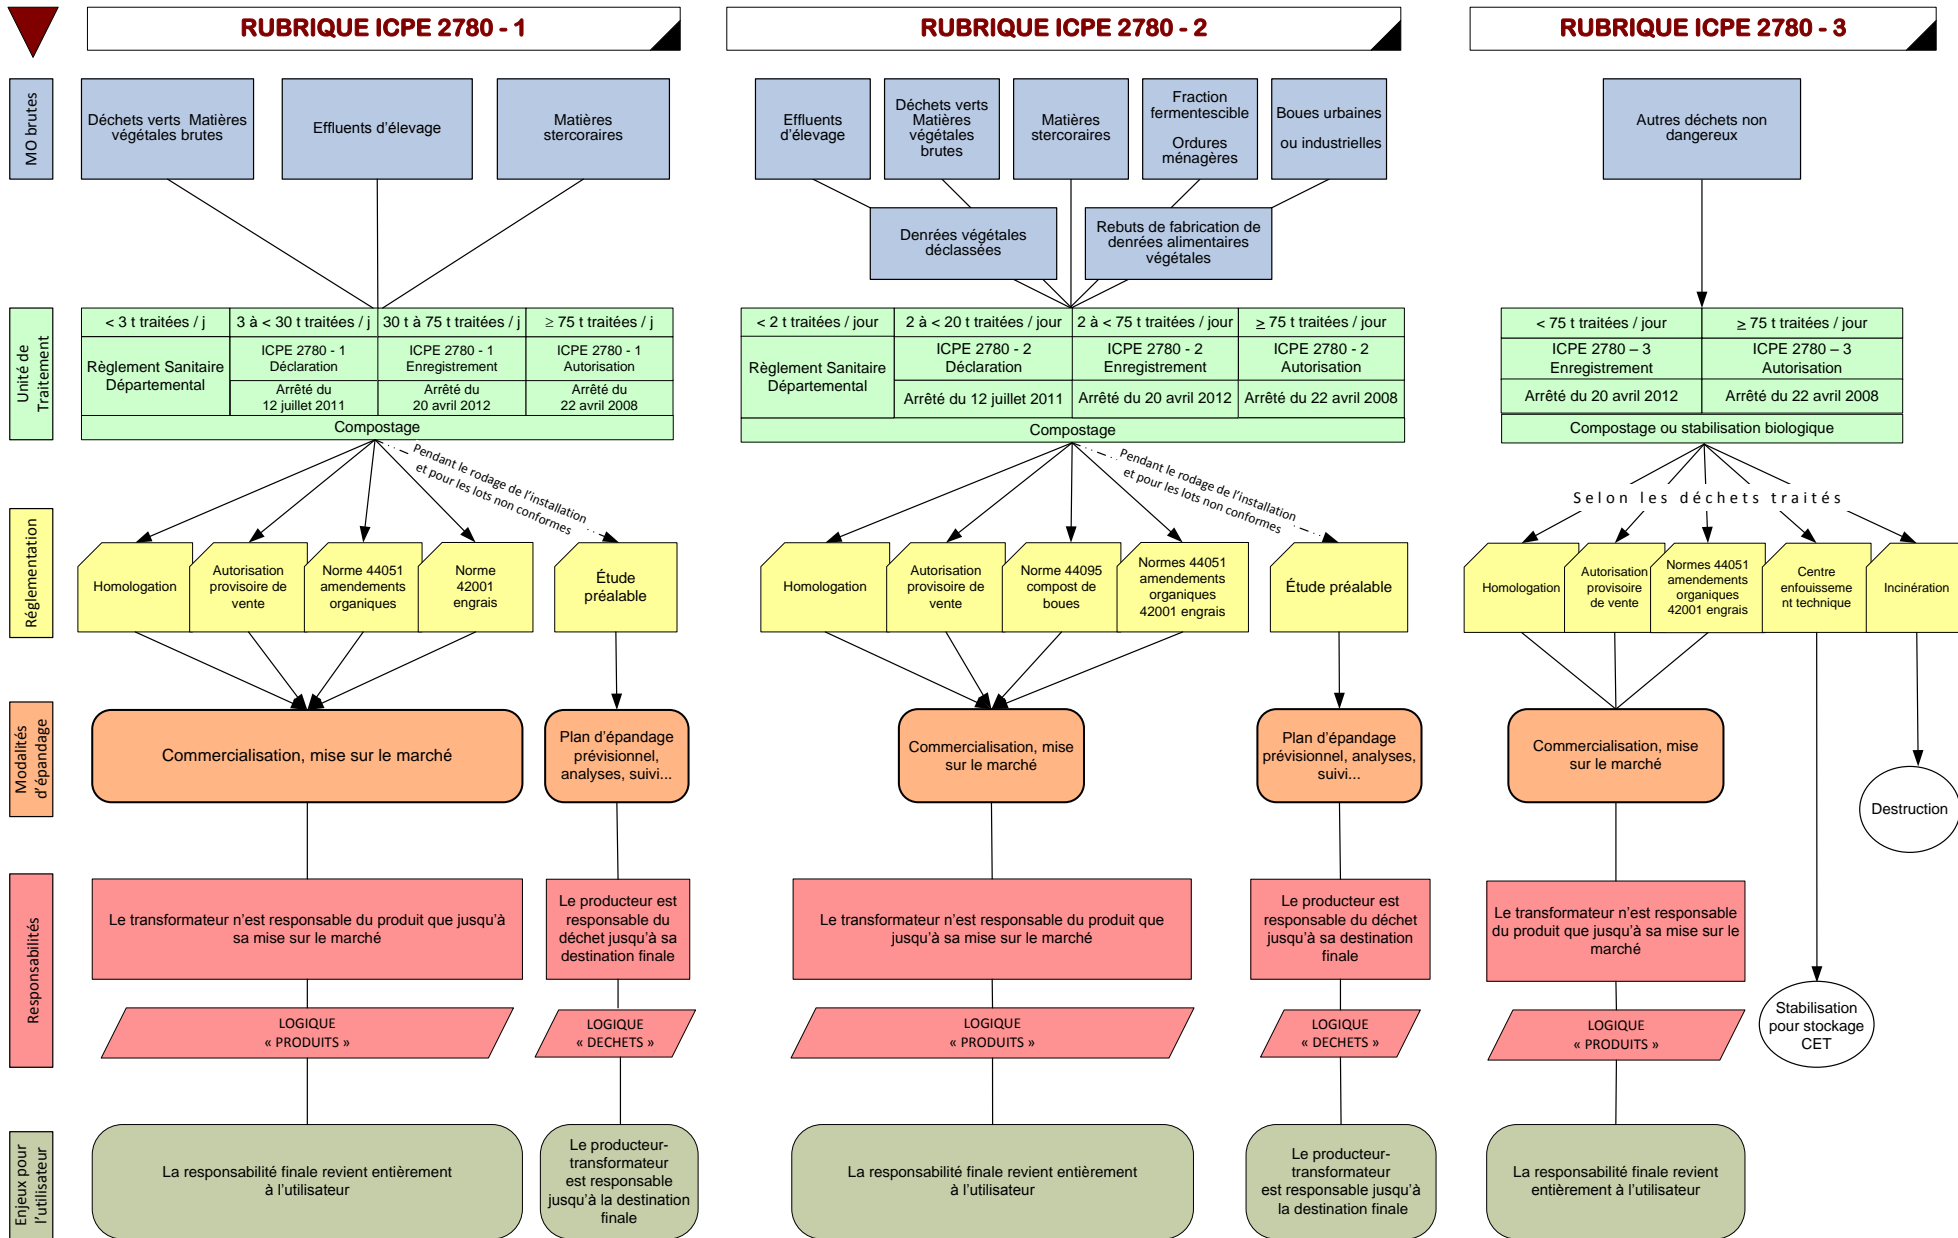 RUBRIQUE ICPE 2780 - 1
RUBRIQUE ICPE 2780 - 2
RUBRIQUE ICPE 2780 - 3
MO brutes
Déchets verts Matières
végétales brutes
Effluents d'élevage
Matières
stercoraires
Effluents
d'élevage
Déchets verts
Matières
végétales
brutes
Matières
stercoraires
Fraction
fermentescible
Ordures
ménagères
Boues urbaines
ou industrielles
Autres déchets non
dangereux
Denrées végétales
déclassées
Rebuts de fabrication de
denrées alimentaires
végétales
Unité de
Traitement
< 3 t traitées / j
3 à < 30 t traitées / j
30 t à 75 t traitées / j
≥ 75 t traitées / j
Règlement Sanitaire
Départemental
ICPE 2780 - 1
Déclaration
ICPE 2780 - 1
Enregistrement
ICPE 2780 - 1
Autorisation
Arrêté du
12 juillet 2011
Arrêté du
20 avril 2012
Arrêté du
22 avril 2008
Compostage
< 2 t traitées / jour
2 à < 20 t traitées / jour
2 à < 75 t traitées / jour
≥ 75 t traitées / jour
Règlement Sanitaire
Départemental
ICPE 2780 - 2
Déclaration
ICPE 2780 - 2
Enregistrement
ICPE 2780 - 2
Autorisation
Arrêté du 12 juillet 2011
Arrêté du 20 avril 2012
Arrêté du 22 avril 2008
Compostage
< 75 t traitées / jour
≥ 75 t traitées / jour
ICPE 2780 – 3
Enregistrement
ICPE 2780 – 3
Autorisation
Arrêté du 20 avril 2012
Arrêté du 22 avril 2008
Compostage ou stabilisation biologique
Pendant le rodage de l'installation
et pour les lots non conformes
Pendant le rodage de l'installation
et pour les lots non conformes
Selon les déchets traités
Réglementation
Homologation
Autorisation
provisoire de
vente
Norme 44051
amendements
organiques
Norme
42001
engrais
Étude
préalable
Homologation
Autorisation
provisoire de
vente
Norme 44095
compost de
boues
Normes 44051
amendements
organiques
42001 engrais
Étude préalable
Homologation
Autorisation
provisoire
de vente
Normes 44051
amendements
organiques
42001 engrais
Centre
enfouisseme
nt technique
Incinération
Modalités
d'épandage
Commercialisation, mise sur le marché
Plan d'épandage
prévisionnel,
analyses, suivi...
Commercialisation, mise
sur le marché
Plan d'épandage
prévisionnel, analyses,
suivi...
Commercialisation, mise
sur le marché
Destruction
Responsabilités
Le transformateur n'est responsable du produit que jusqu'à
sa mise sur le marché
Le producteur est
responsable du
déchet jusqu'à sa
destination finale
Le transformateur n'est responsable du produit que
jusqu'à sa mise sur le marché
Le producteur est
responsable du déchet
jusqu'à sa destination
finale
Le transformateur n'est responsable
du produit que jusqu'à sa mise sur le
marché
LOGIQUE
« PRODUITS »
LOGIQUE
« DECHETS »
LOGIQUE
« PRODUITS »
LOGIQUE
« DECHETS »
LOGIQUE
« PRODUITS »
Stabilisation
pour stockage
CET
Enjeux pour
l'utilisateur
La responsabilité finale revient entièrement
à l'utilisateur
Le producteur-
transformateur
est responsable
jusqu'à la destination
finale
La responsabilité finale revient entièrement
à l'utilisateur
Le producteur-
transformateur
est responsable jusqu'à
la destination finale
La responsabilité finale revient
entièrement à l'utilisateur